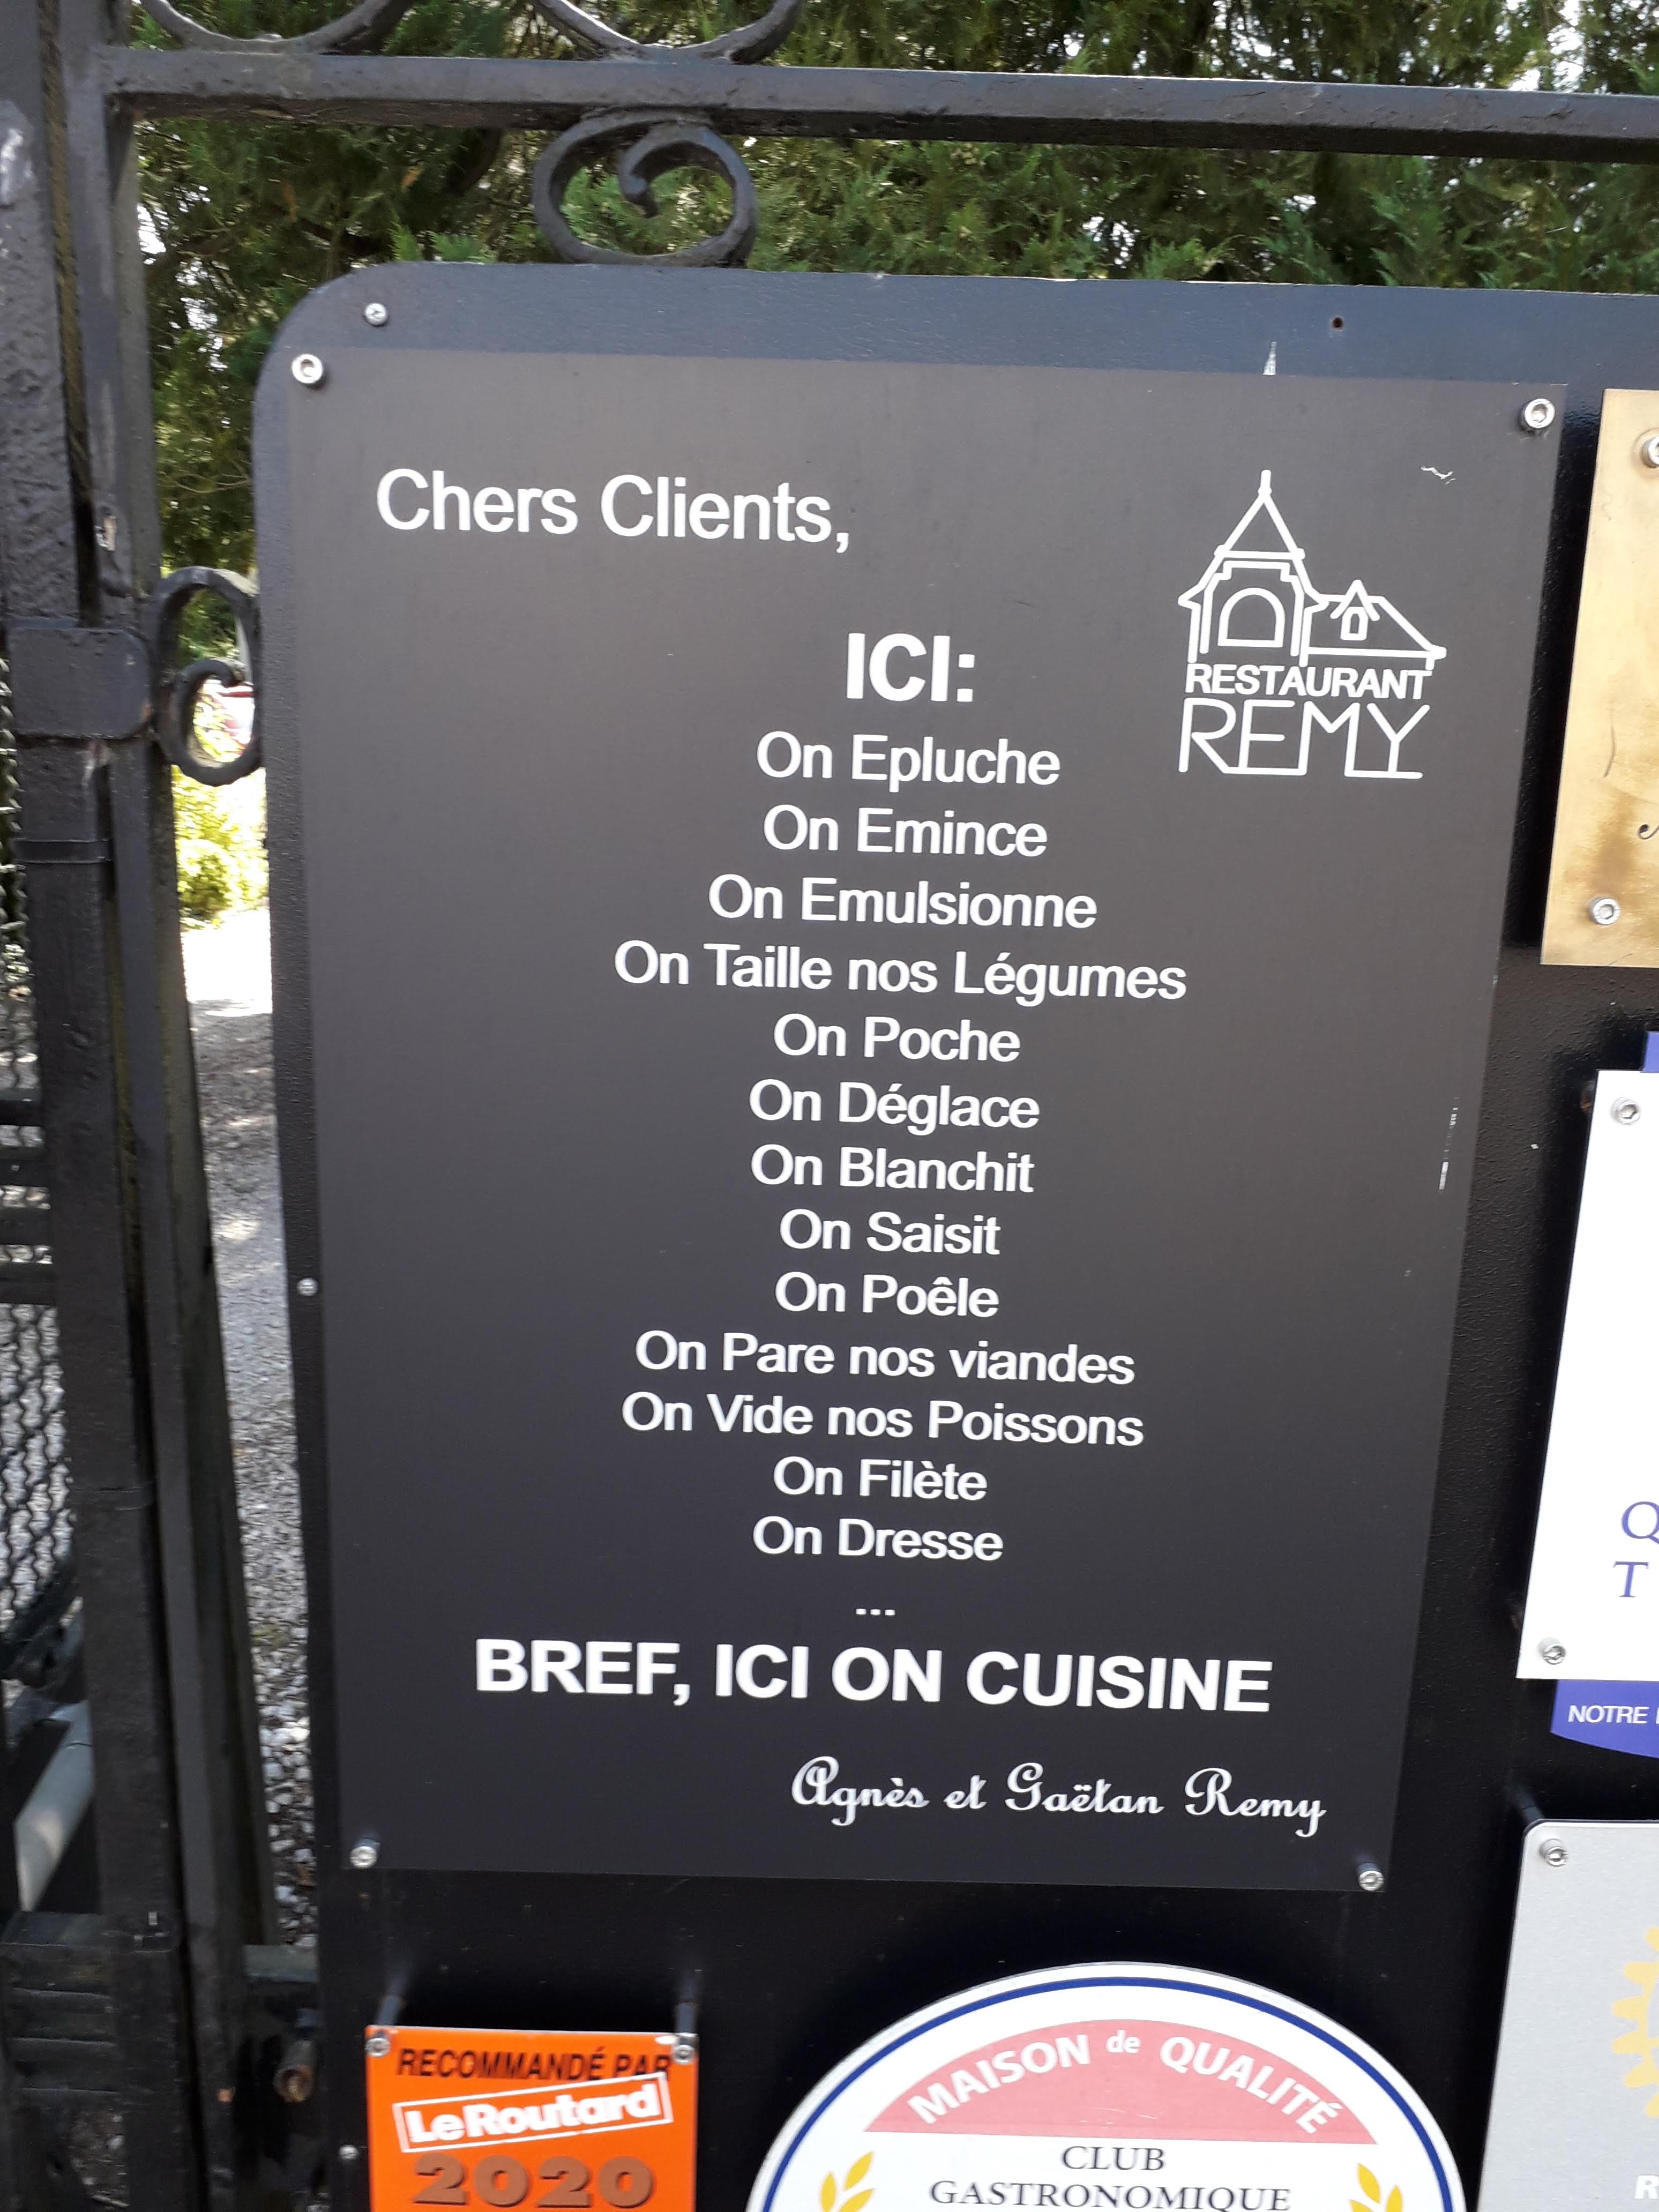 Chers Clients,
RESTAURANT
REMY
ICI:
On Epluche
On Emince
On Emulsionne
On Taille nos Légumes
On Poche
On Déglace
On Blanchit
On Saisit
On Poêle
On Pare nos viandes
On Vide nos Poissons
On Filète
On Dresse
...
BREF, ICI ON CUISINE
Agnès et Gaëtan Remy
Q
T
NOTRE
RECOMMANDÉ PAR
Le Routard
2020
MAISON de QUALITÉ
CLUB
GASTRONOMIQUE